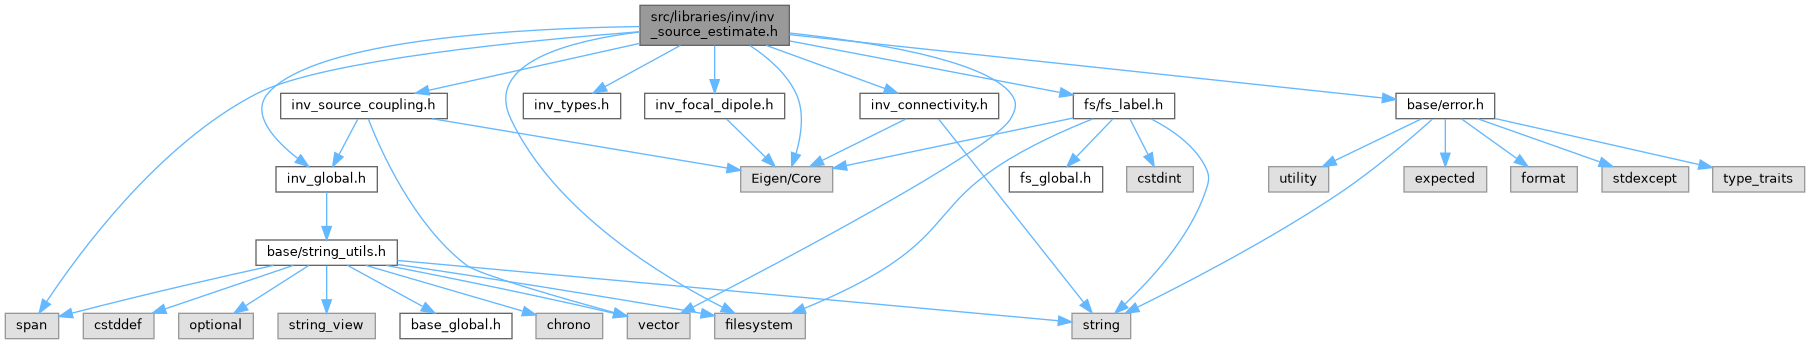 src/libraries/inv/inv
_source_estimate.h
inv_source_coupling.h
inv_types.h
inv_focal_dipole.h
inv_connectivity.h
fs/fs_label.h
base/error.h
inv_global.h
Eigen/Core
fs_global.h
cstdint
utility
expected
format
stdexcept
type_traits
base/string_utils.h
span
cstddef
optional
string_view
base_global.h
chrono
vector
filesystem
string